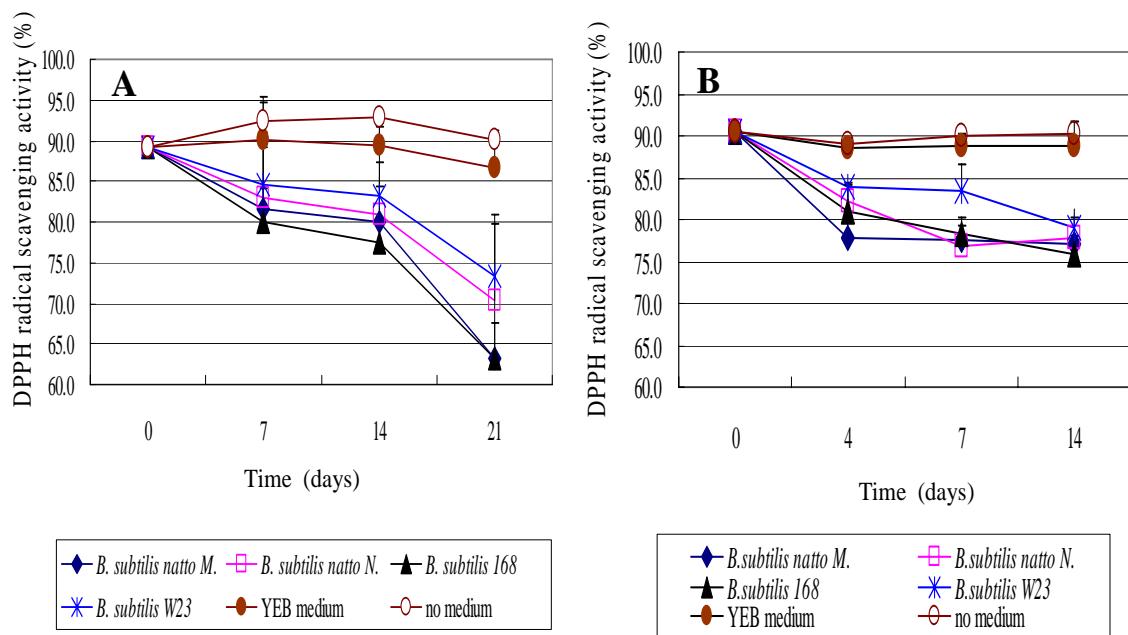 A
DPPH radical scavenging activity (%)
100.0
95.0
90.0
85.0
80.0
75.0
70.0
65.0
60.0
0 7 14 21
Time (days)
B. subtilis natto M. B. subtilis natto N. B. subtilis 168
B. subtilis W23 YEB medium no medium
B
DPPH radical scavenging activity (%)
100.0
95.0
90.0
85.0
80.0
75.0
70.0
65.0
60.0
0 4 7 14
Time (days)
B.subtilis natto M. B.subtilis natto N.
B.subtilis 168 B.subtilis W23
YEB medium no medium